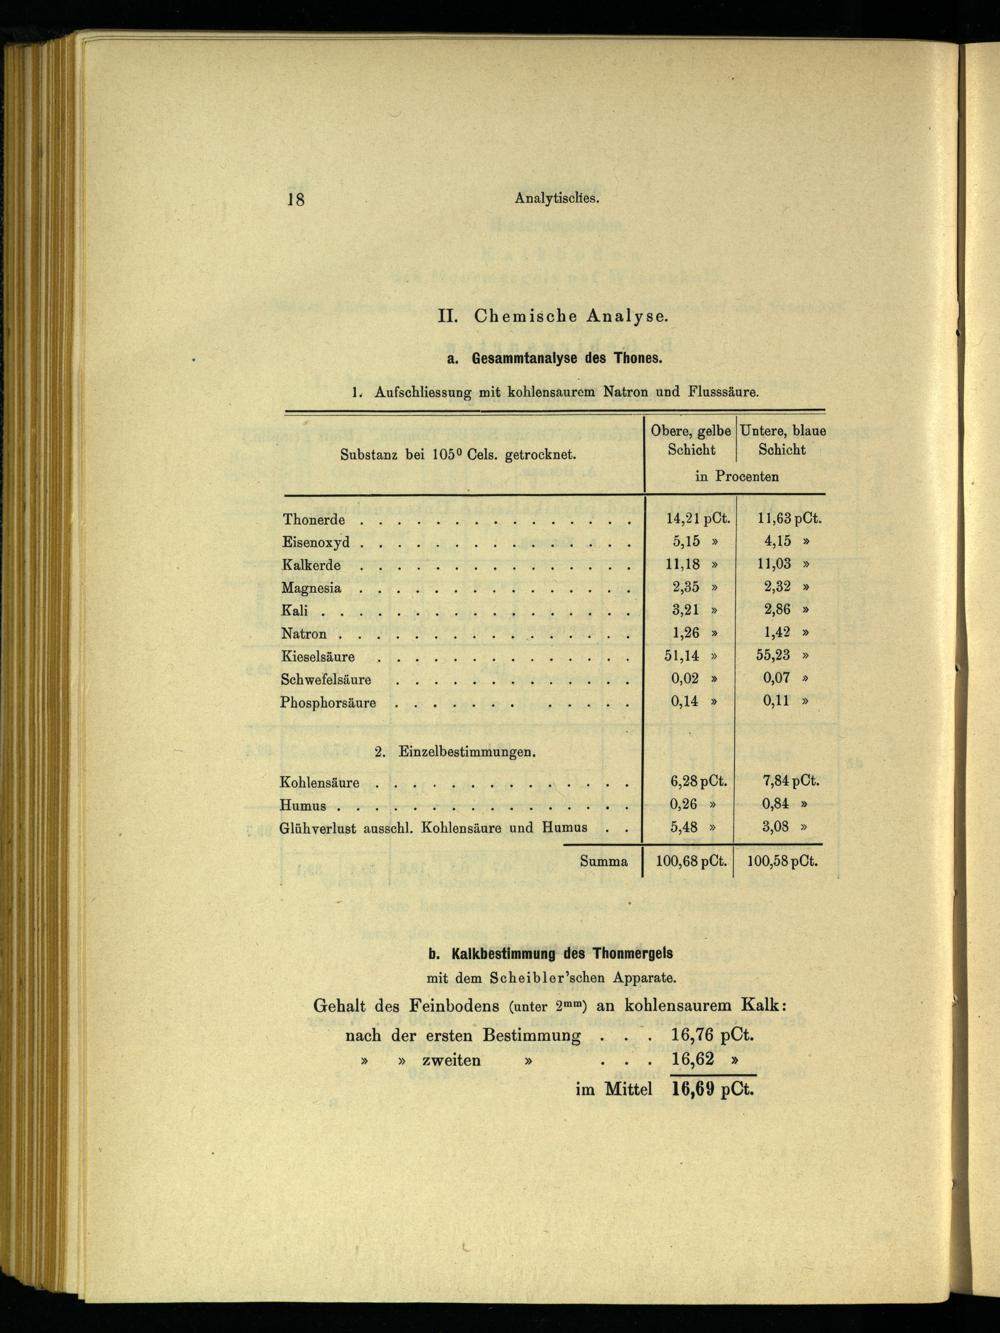 18 Analytisches.
II. Chemische Analyse.
a. Gesammtanalyse des Thones.
1. Aufschliessung mit kohlensaurem Natron und Flusssäure.
Substanz bei 105⁰ Cels. getrocknet.
Obere, gelbe Schicht
Untere, blaue Schicht
in Procenten
Thonerde . . . . . . . . . . . . . . . 14,21 pCt. 11,63 pCt.
Eisenoxyd . . . . . . . . . . . . . . . 5,15 » 4,15 »
Kalkerde . . . . . . . . . . . . . . . 11,18 » 11,03 »
Magnesia . . . . . . . . . . . . . . . 2,35 » 2,32 »
Kali . . . . . . . . . . . . . . . . . 3,21 » 2,86 »
Natron . . . . . . . . . . . . . . . . 1,26 » 1,42 »
Kieselsäure . . . . . . . . . . . . . . 51,14 » 55,23 »
Schwefelsäure . . . . . . . . . . . . . 0,02 » 0,07 »
Phosphorsäure . . . . . . . . . . . . . 0,14 » 0,11 »
2. Einzelbestimmungen.
Kohlensäure . . . . . . . . . . . . . . 6,28 pCt. 7,84 pCt.
Humus . . . . . . . . . . . . . . . . 0,26 » 0,84 »
Glühverlust ausschl. Kohlensäure und Humus . . 5,48 » 3,08 »
Summa 100,68 pCt. 100,58 pCt.
b. Kalkbestimmung des Thonmergels
mit dem Scheibler'schen Apparate.
Gehalt des Feinbodens (unter 2ᵐᵐ) an kohlensaurem Kalk:
nach der ersten Bestimmung . . . 16,76 pCt.
» » zweiten » . . . 16,62 »
im Mittel 16,69 pCt.